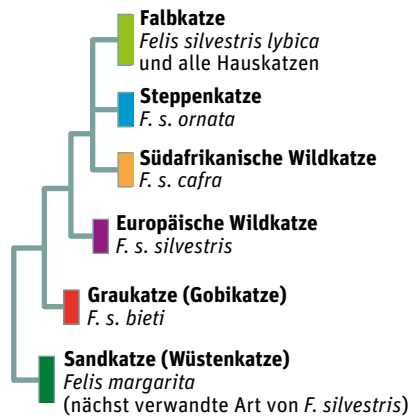 Falbkatze
Felis silvestris lybica
und alle Hauskatzen
Steppenkatze
F. s. ornata
Südafrikanische Wildkatze
F. s. cafra
Europäische Wildkatze
F. s. silvestris
Graukatze (Gobikatze)
F. s. bieti
Sandkatze (Wüstenkatze)
Felis margarita
(nächst verwandte Art von F. silvestris)